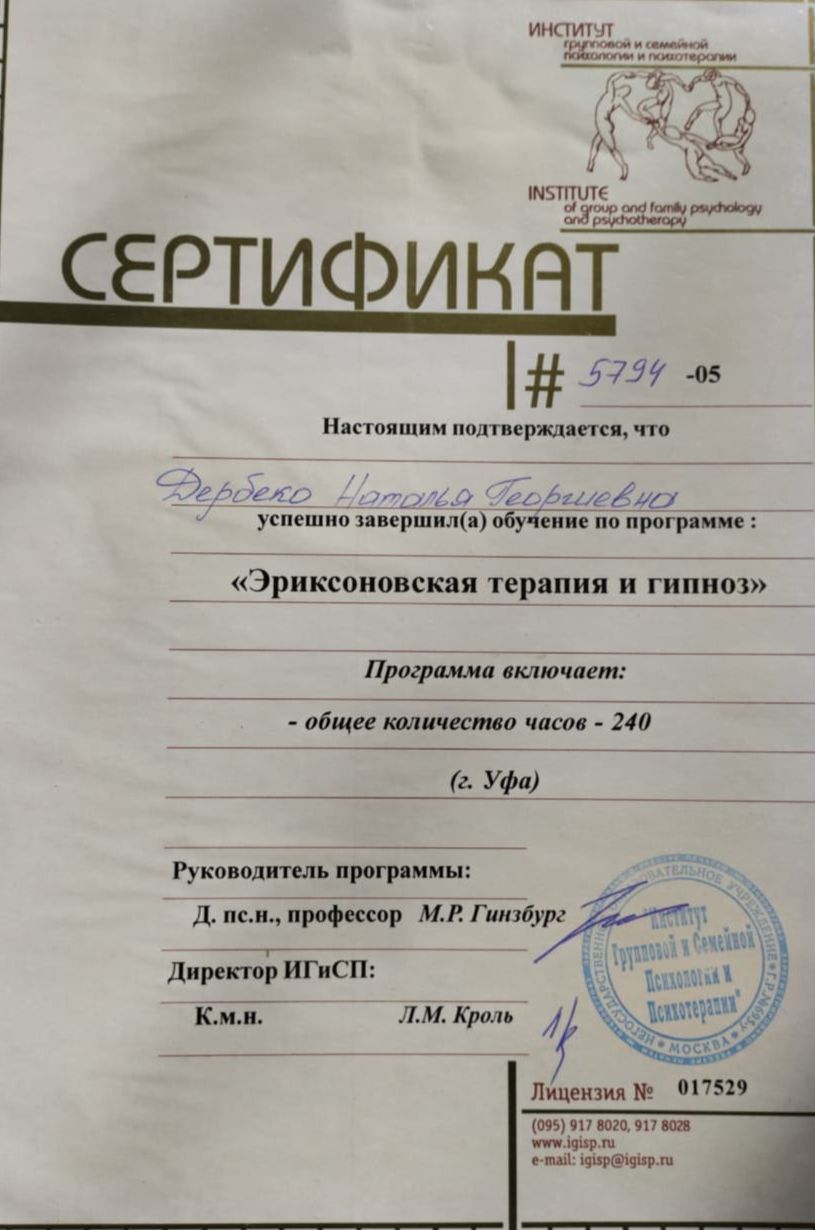 ИНСТИТУТ
групповой и семейной
психологии и психотерапии
INSTITUTE
of group and family psychology
and psychotherapy
СЕРТИФИКАТ
# 5794 -05
Настоящим подтверждается, что
Дербеко Наталья Георгиевна
успешно завершил(а) обучение по программе :
«Эриксоновская терапия и гипноз»
Программа включает:
- общее количество часов - 240
(г. Уфа)
Руководитель программы:
Д. пс.н., профессор М.Р. Гинзбург
Директор ИГиСП:
К.м.н. Л.М. Кроль
"Институт
Групповой и Семейной
Психологии и
Психотерапии"
МОСКВА
Лицензия № 017529
(095) 917 8020, 917 8028
www.igisp.ru
e-mail: igisp@igisp.ru